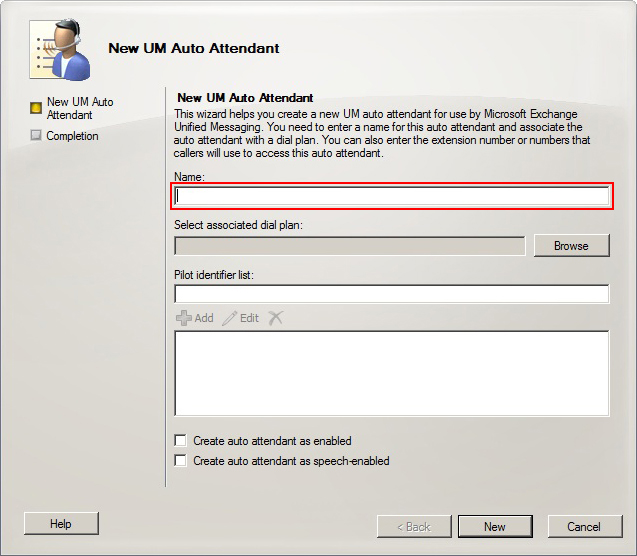 New UM Auto Attendant
New UM Auto
Attendant
Completion
New UM Auto Attendant
This wizard helps you create a new UM auto attendant for use by Microsoft Exchange
Unified Messaging. You need to enter a name for this auto attendant and associate the
auto attendant with a dial plan. You can also enter the extension number or numbers that
callers will use to access this auto attendant.
Name:
Select associated dial plan:
Browse
Pilot identifier list:
Add Edit
Create auto attendant as enabled
Create auto attendant as speech-enabled
Help
< Back
New
Cancel